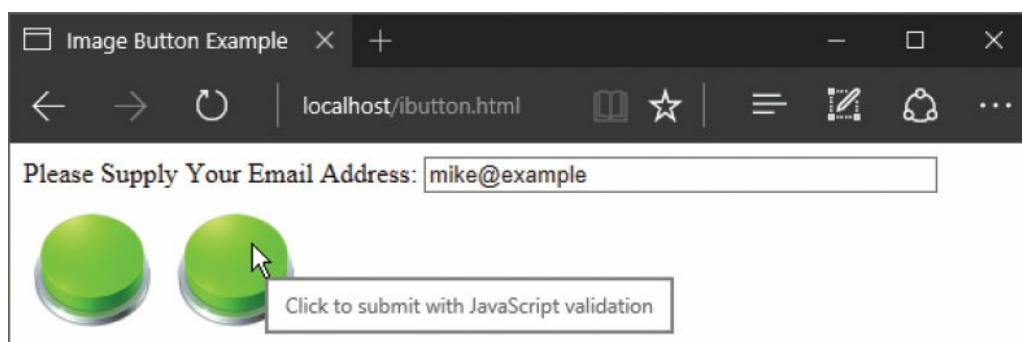 Image Button Example
localhost/ibutton.html
Please Supply Your Email Address: mike@example
Click to submit with JavaScript validation